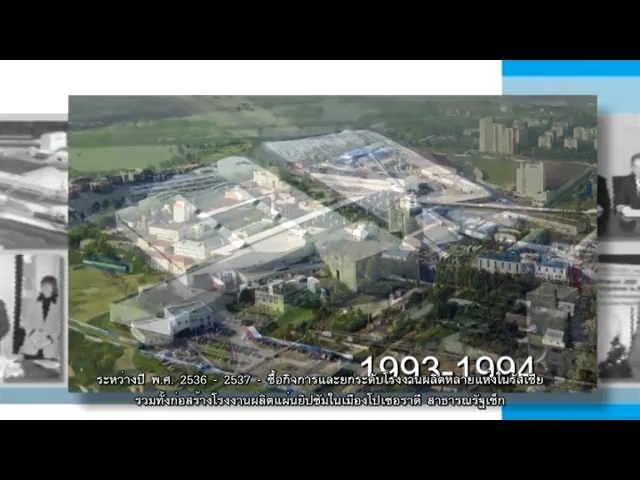 1993-1994
ระหว่างปี พ.ศ. 2536 - 2537 - ซื้อกิจการและยกระดับโรงงานผลิตหลายแห่งในรัสเซีย
รวมทั้งก่อสร้างโรงงานผลิตแผ่นยิปซัมในเมืองโปเชอราดี สาธารณรัฐเช็ก